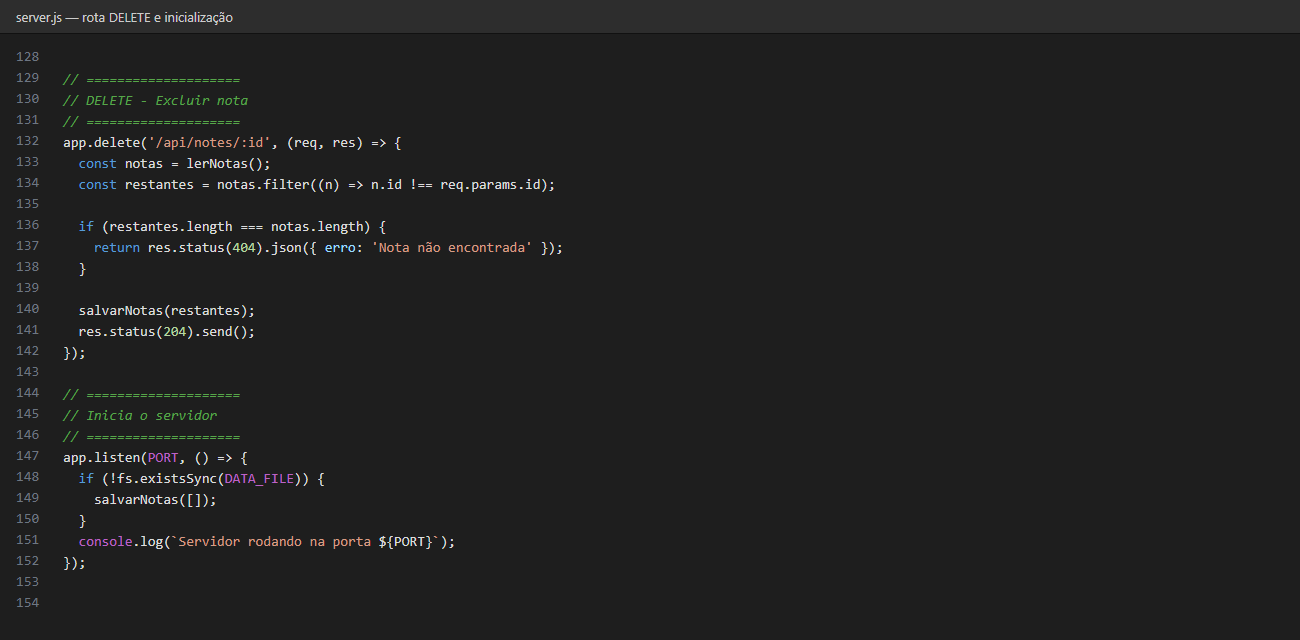 server.js — rota DELETE e inicialização
128
129 // ====================
130 // DELETE - Excluir nota
131 // ====================
132 app.delete('/api/notes/:id', (req, res) => {
133   const notas = lerNotas();
134   const restantes = notas.filter((n) => n.id !== req.params.id);
135
136   if (restantes.length === notas.length) {
137     return res.status(404).json({ erro: 'Nota não encontrada' });
138   }
139
140   salvarNotas(restantes);
141   res.status(204).send();
142 });
143
144 // ====================
145 // Inicia o servidor
146 // ====================
147 app.listen(PORT, () => {
148   if (!fs.existsSync(DATA_FILE)) {
149     salvarNotas([]);
150   }
151   console.log(`Servidor rodando na porta ${PORT}`);
152 });
153
154